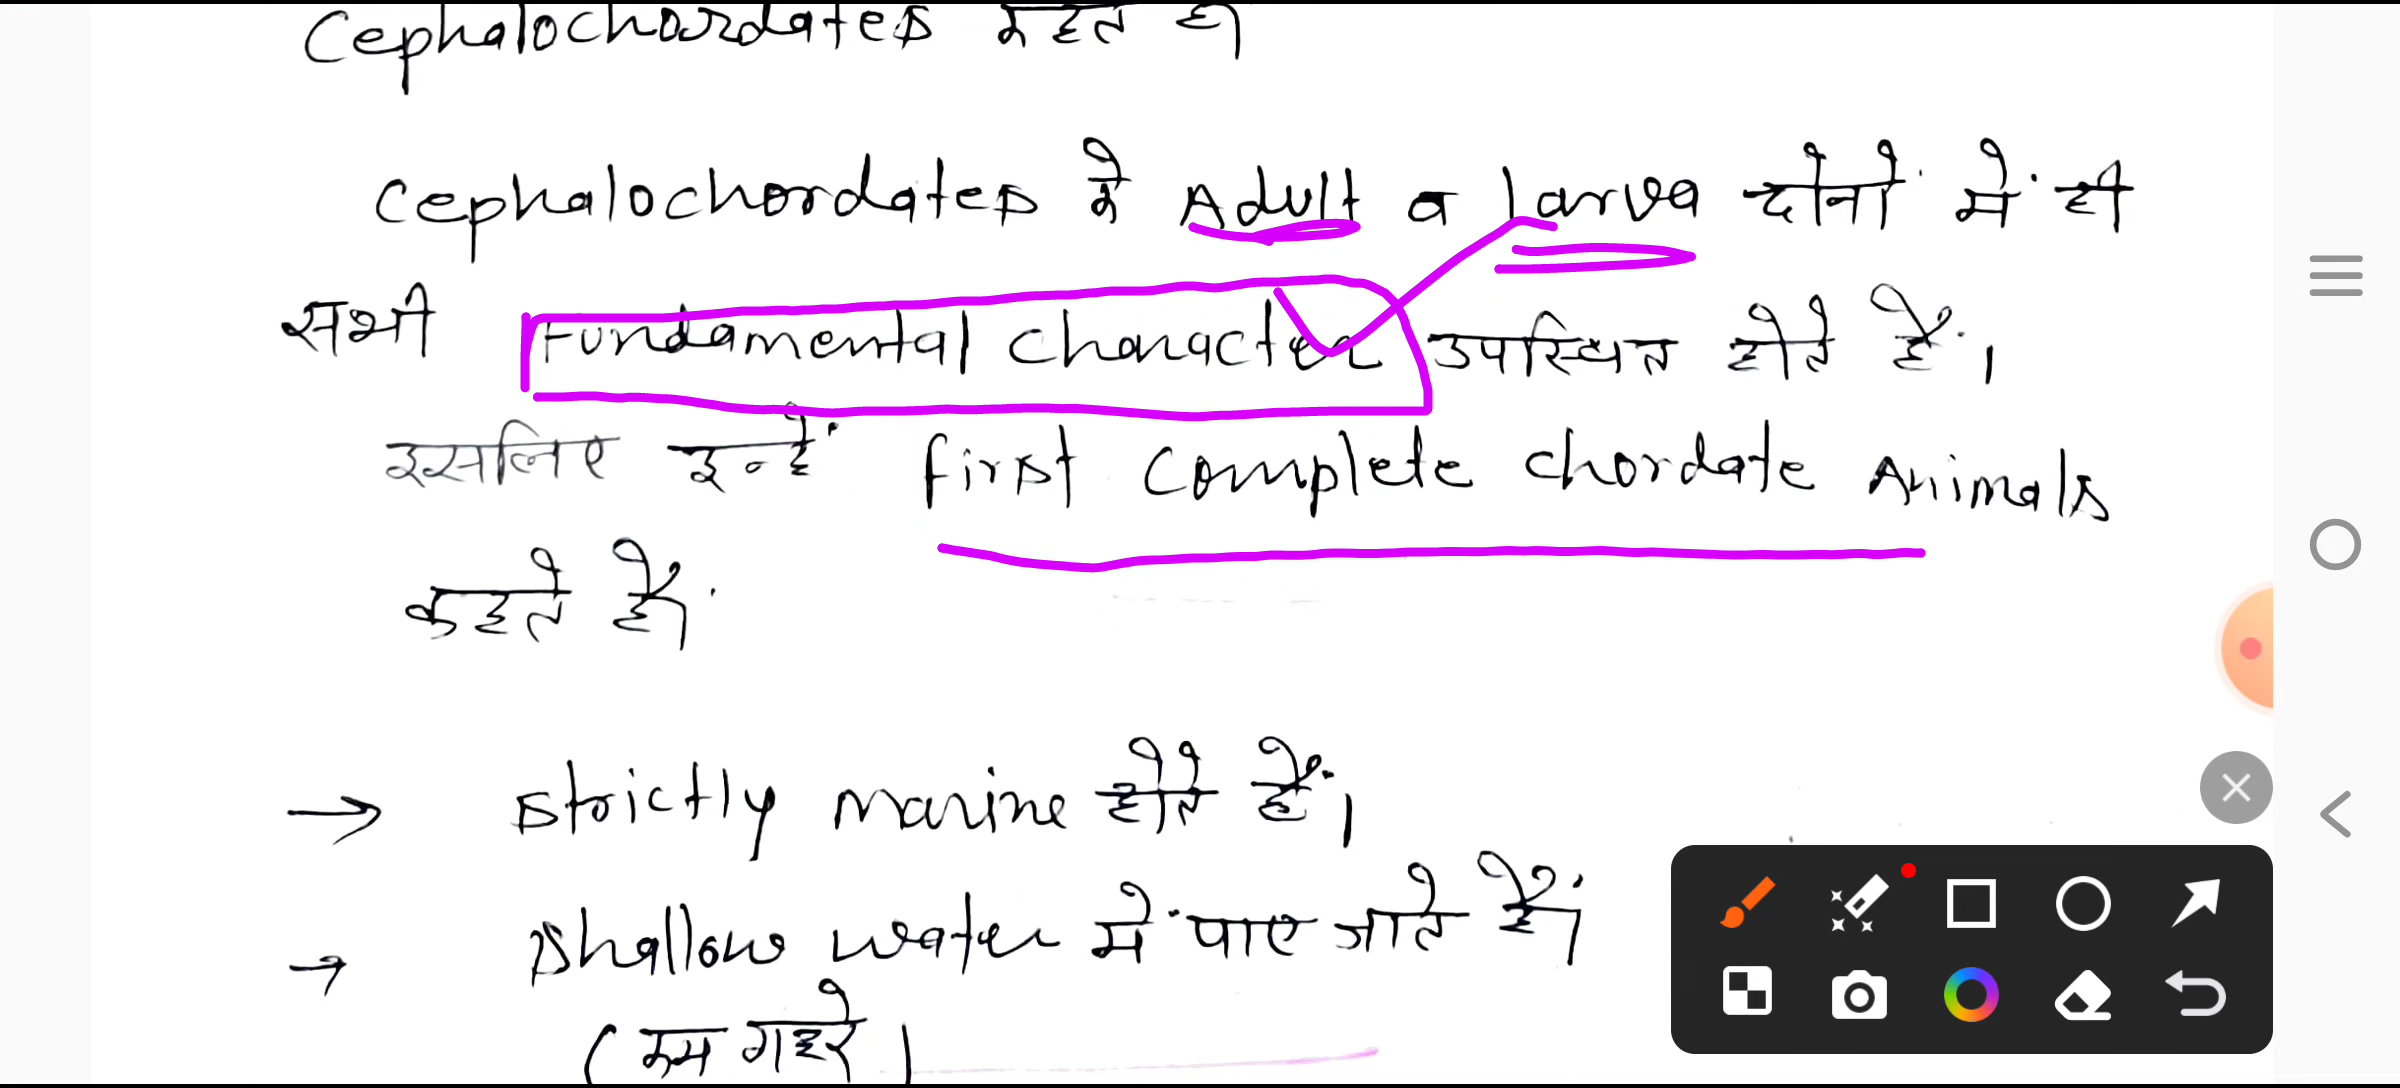 Cephalochordates कहते है।
Cephalochordates के Adult व larva दोनों में ही
सभी Fundamental Character उपस्थित होते हैं।
इसलिए इन्हें First Complete Chordate Animals
कहते हैं।
→ strictly marine होते हैं।
→ shallow water में पाए जाते हैं।
(कम गहरे)